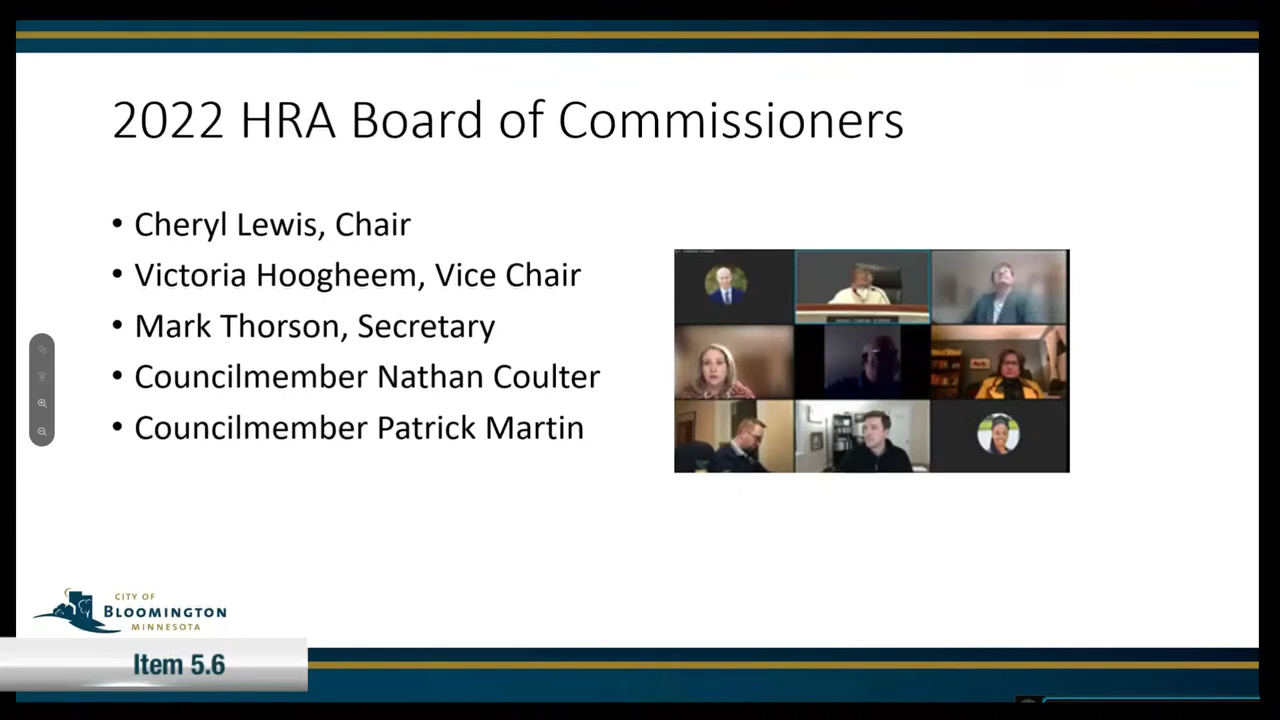 2022 HRA Board of Commissioners
• Cheryl Lewis, Chair
• Victoria Hoogheem, Vice Chair
• Mark Thorson, Secretary
• Councilmember Nathan Coulter
• Councilmember Patrick Martin
CITY OF
BLOOMINGTON
MINNESOTA
Item 5.6